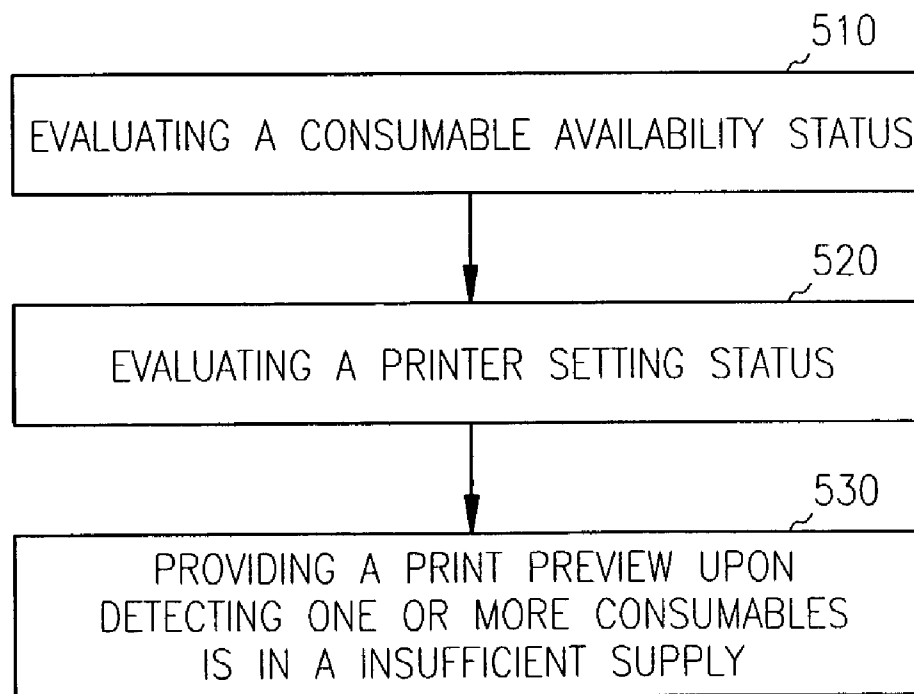 510
EVALUATING A CONSUMABLE AVAILABILITY STATUS
520
EVALUATING A PRINTER SETTING STATUS
530
PROVIDING A PRINT PREVIEW UPON
DETECTING ONE OR MORE CONSUMABLES
IS IN A INSUFFICIENT SUPPLY